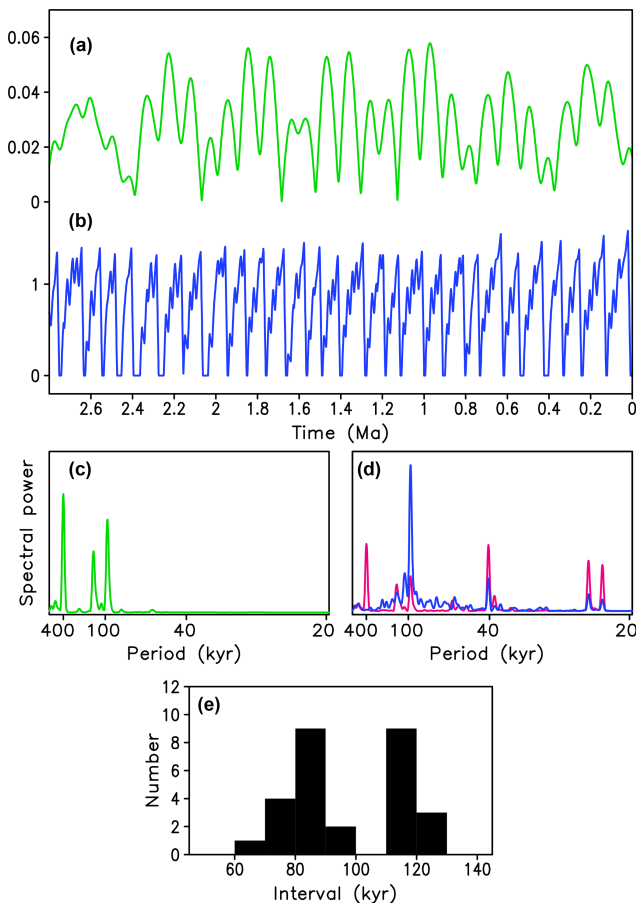 (a)
0.06
0.04
0.02
0
(b)
1
0
2.6 2.4 2.2 2 1.8 1.6 1.4 1.2 1 0.8 0.6 0.4 0.2 0
Time (Ma)
(c)
Spectral power
400 100 40 20
Period (kyr)
(d)
400 100 40 20
Period (kyr)
(e)
Number
12
10
8
6
4
2
0
60 80 100 120 140
Interval (kyr)